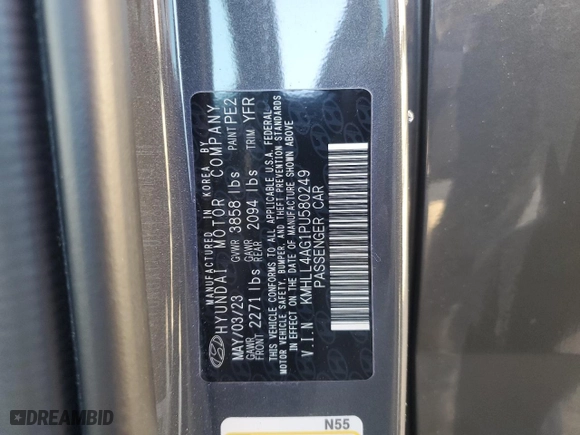 MANUFACTURED IN KOREA BY
HYUNDAI MOTOR COMPANY
MAY/03/23 GVWR 3858 lbs PAINT PE2
GAWR FRONT 2271 lbs GAWR REAR 2094 lbs TRIM YFR
THIS VEHICLE CONFORMS TO ALL APPLICABLE U.S.A. FEDERAL
MOTOR VEHICLE SAFETY, BUMPER, AND THEFT PREVENTION STANDARDS
IN EFFECT ON THE DATE OF MANUFACTURE SHOWN ABOVE
V.I.N KMHLL4AG1PU580249
PASSENGER CAR
N55
DREAMBID